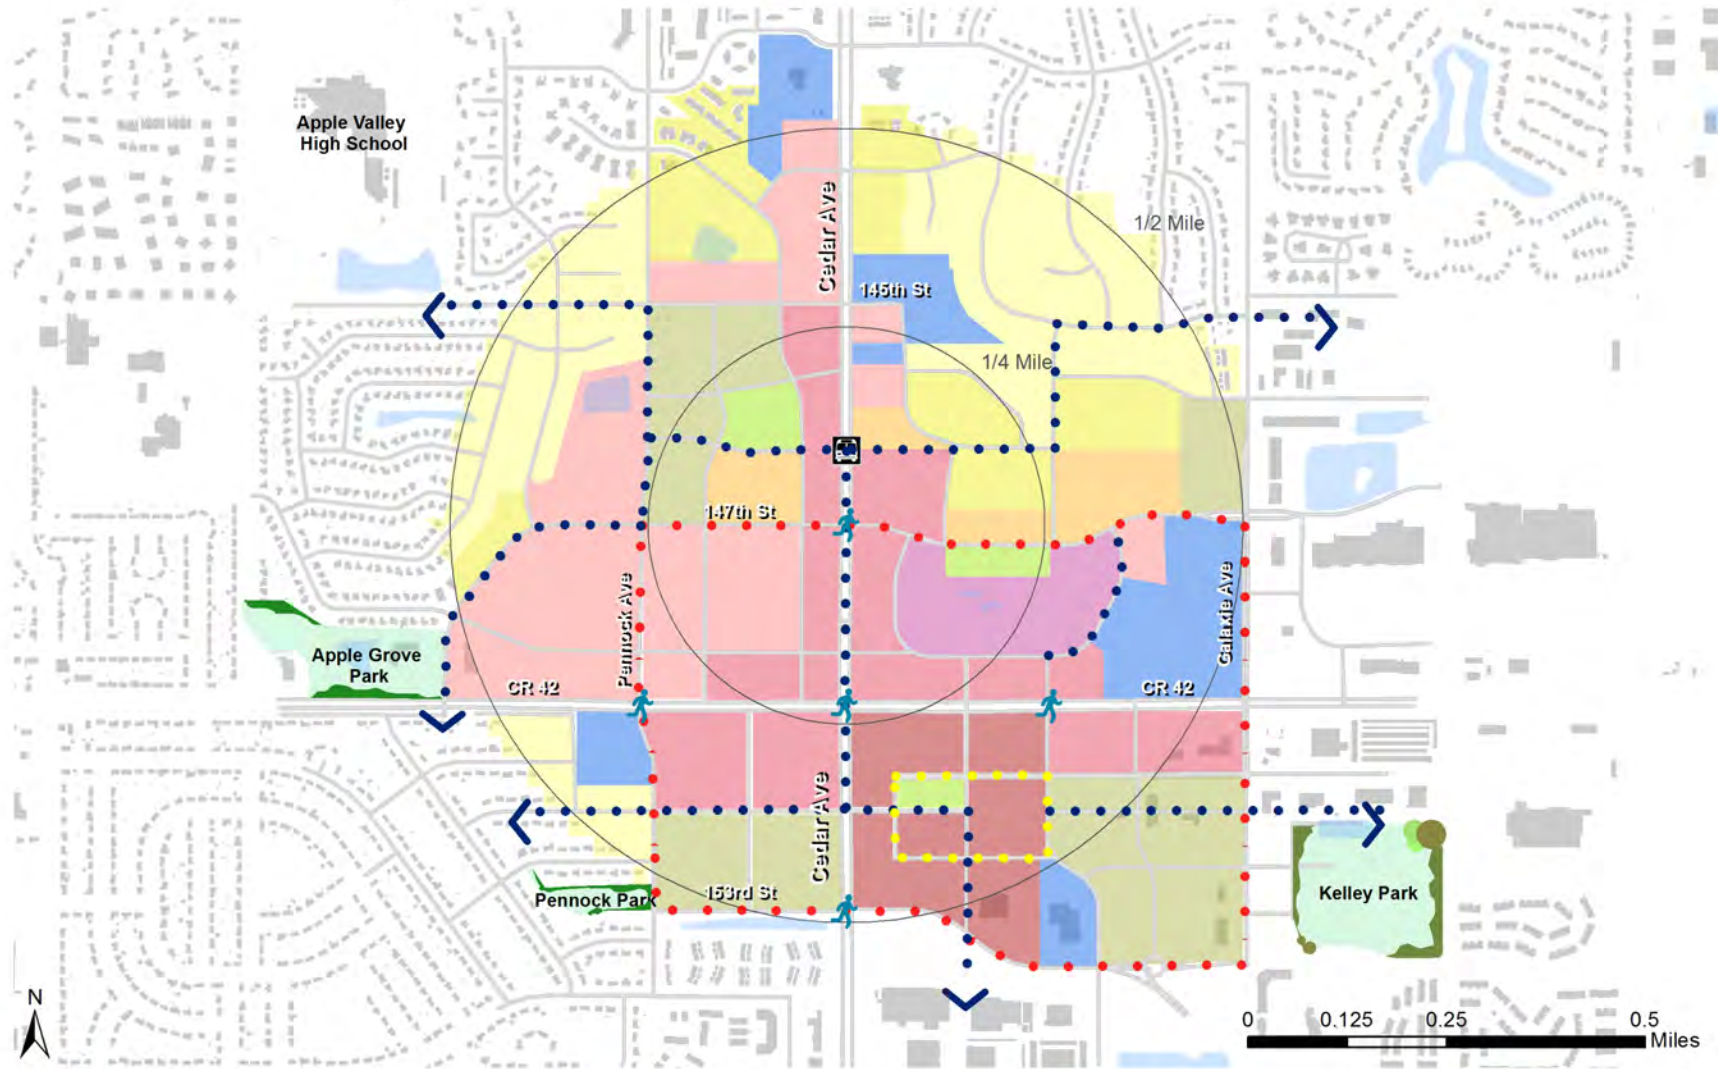 Apple Valley
High School
Cedar Ave
1/2 Mile
145th St
1/4 Mile
147th St
Pennock Ave
Galaxie Ave
Apple Grove
Park
CR 42
CR 42
Cedar Ave
153rd St
Pennock Park
Kelley Park
N
0 0.125 0.25 0.5
Miles